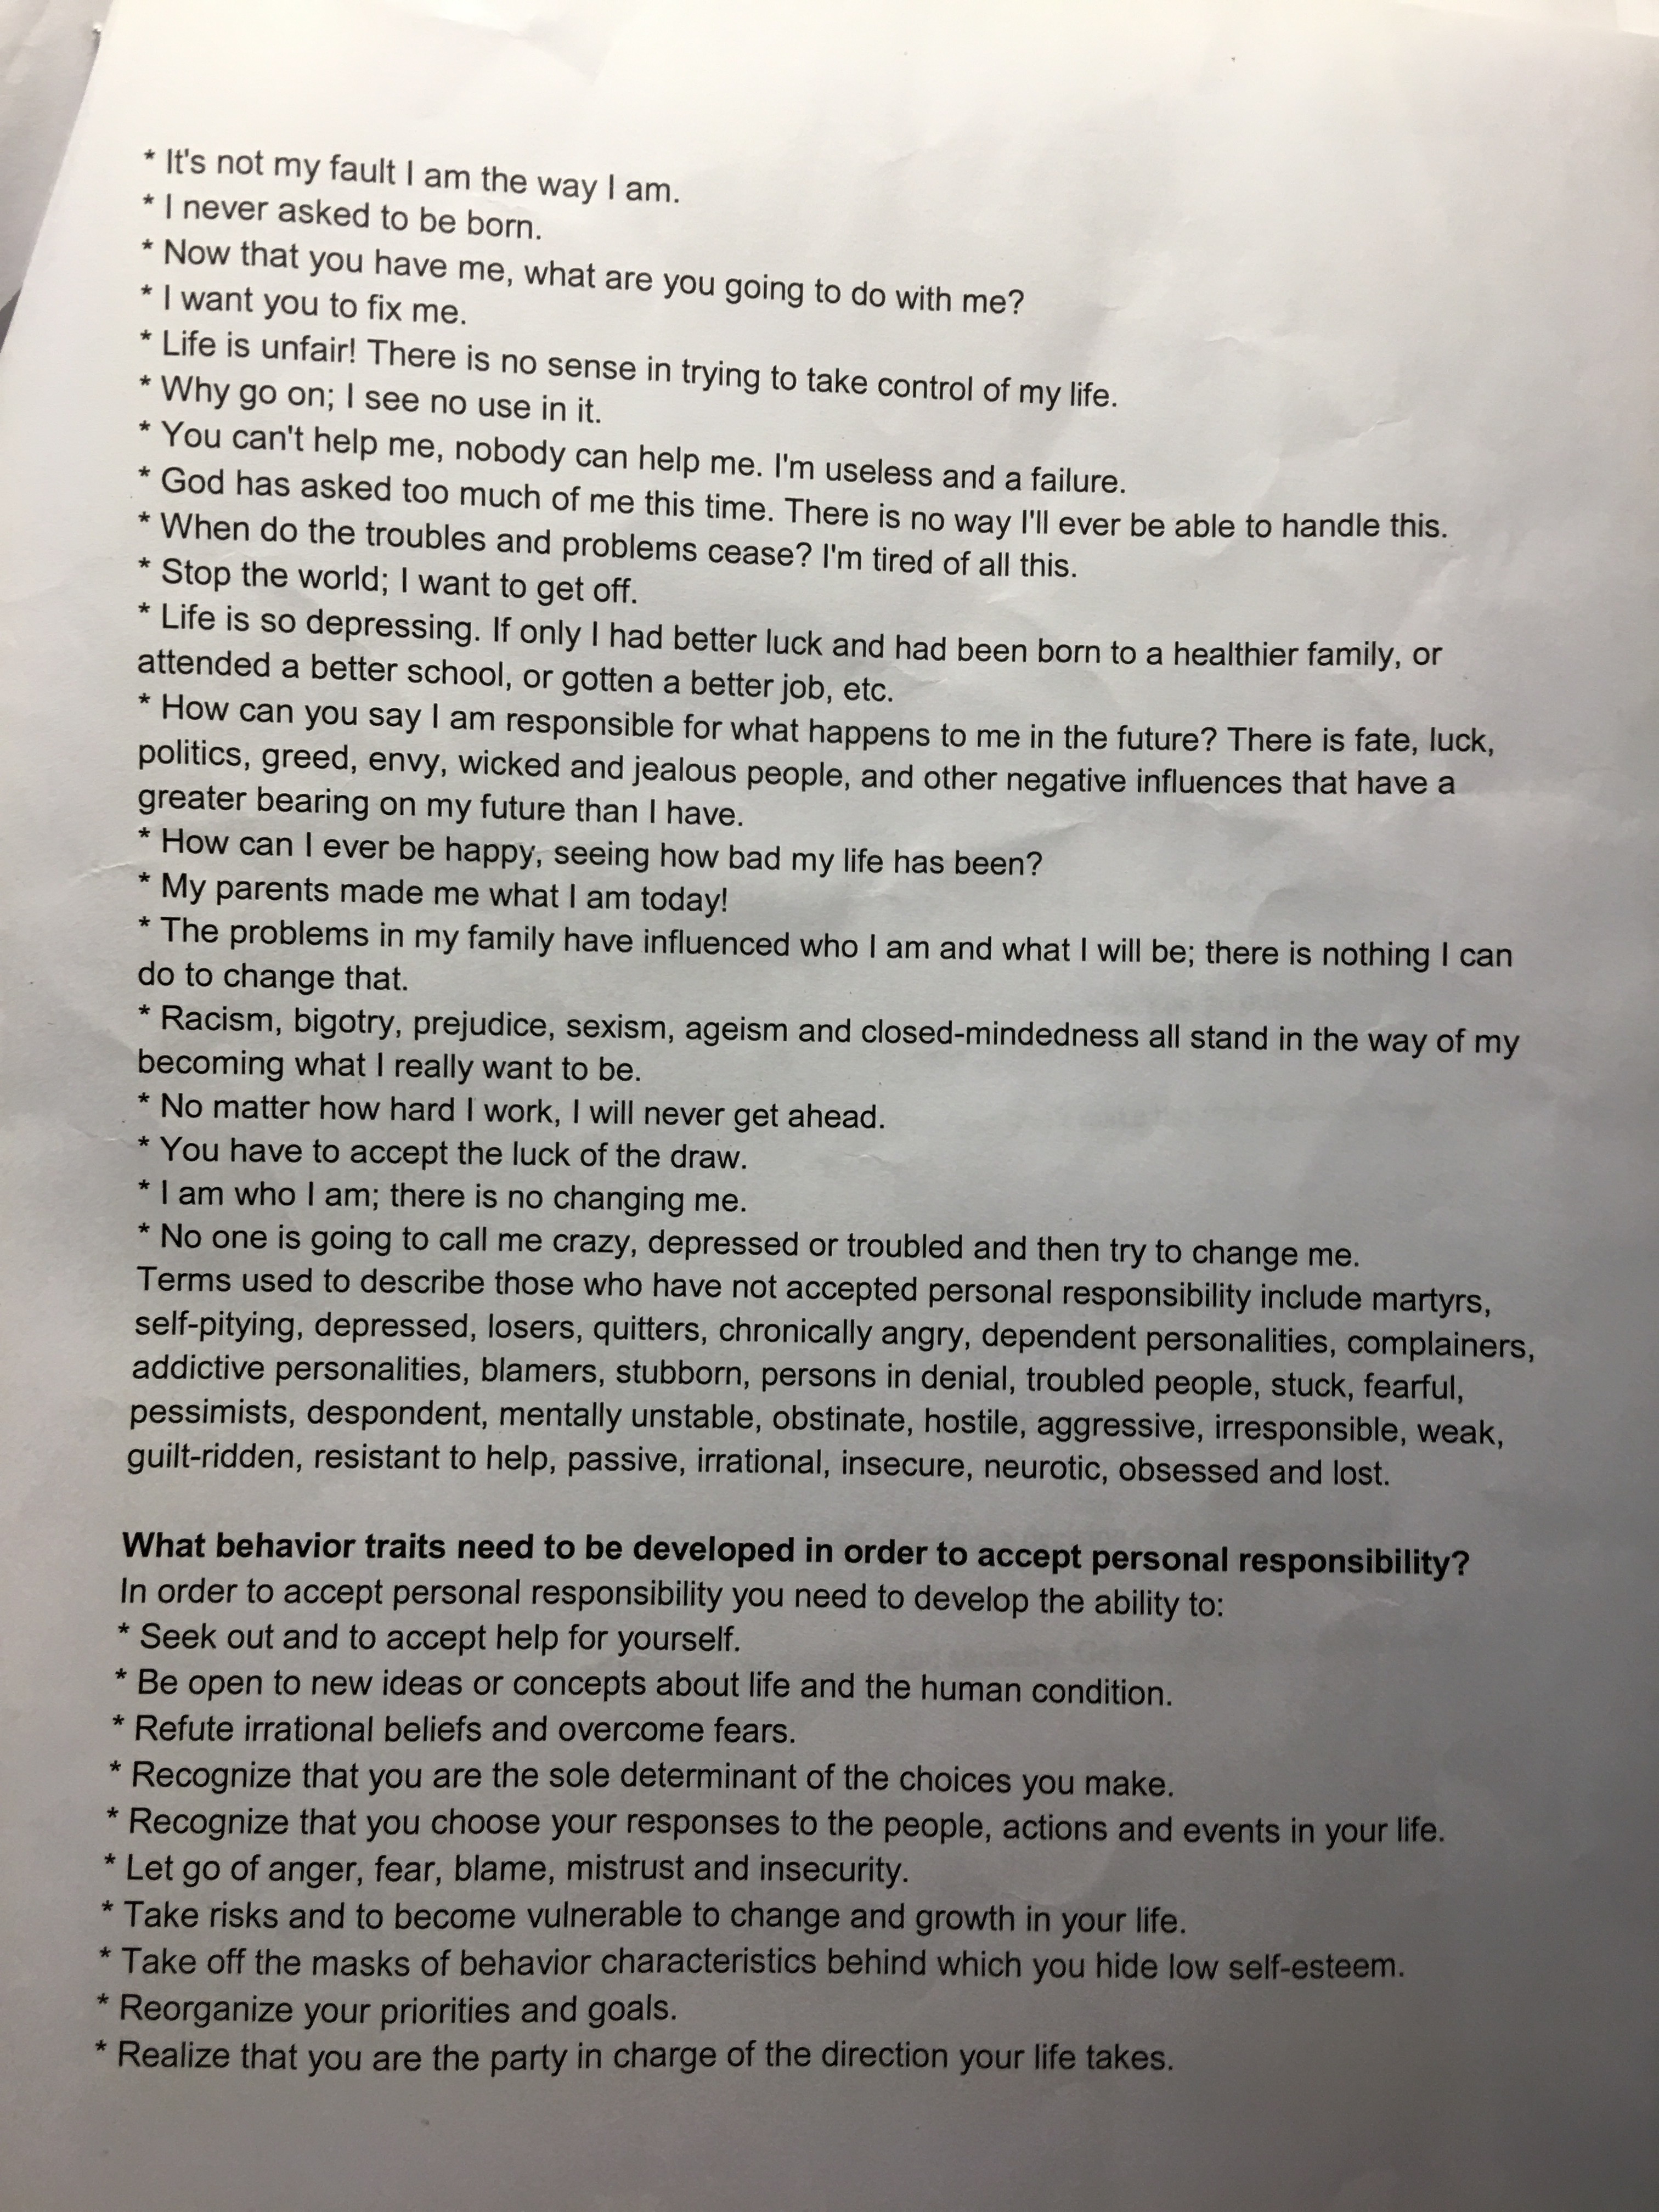 * It's not my fault I am the way I am.
* I never asked to be born.
* Now that you have me, what are you going to do with me?
* I want you to fix me.
* Life is unfair! There is no sense in trying to take control of my life.
* Why go on; I see no use in it.
* You can't help me, nobody can help me. I'm useless and a failure.
* God has asked too much of me this time. There is no way I'll ever be able to handle this.
* When do the troubles and problems cease? I'm tired of all this.
* Stop the world; I want to get off.
* Life is so depressing. If only I had better luck and had been born to a healthier family, or
attended a better school, or gotten a better job, etc.
* How can you say I am responsible for what happens to me in the future? There is fate, luck,
politics, greed, envy, wicked and jealous people, and other negative influences that have a
greater bearing on my future than I have.
* How can I ever be happy, seeing how bad my life has been?
* My parents made me what I am today!
* The problems in my family have influenced who I am and what I will be; there is nothing I can
do to change that.
* Racism, bigotry, prejudice, sexism, ageism and closed-mindedness all stand in the way of my
becoming what I really want to be.
* No matter how hard I work, I will never get ahead.
* You have to accept the luck of the draw.
* I am who I am; there is no changing me.
* No one is going to call me crazy, depressed or troubled and then try to change me.
Terms used to describe those who have not accepted personal responsibility include martyrs,
self-pitying, depressed, losers, quitters, chronically angry, dependent personalities, complainers,
addictive personalities, blamers, stubborn, persons in denial, troubled people, stuck, fearful,
pessimists, despondent, mentally unstable, obstinate, hostile, aggressive, irresponsible, weak,
guilt-ridden, resistant to help, passive, irrational, insecure, neurotic, obsessed and lost.
What behavior traits need to be developed in order to accept personal responsibility?
In order to accept personal responsibility you need to develop the ability to:
* Seek out and to accept help for yourself.
* Be open to new ideas or concepts about life and the human condition.
* Refute irrational beliefs and overcome fears.
* Recognize that you are the sole determinant of the choices you make.
* Recognize that you choose your responses to the people, actions and events in your life.
* Let go of anger, fear, blame, mistrust and insecurity.
* Take risks and to become vulnerable to change and growth in your life.
* Take off the masks of behavior characteristics behind which you hide low self-esteem.
* Reorganize your priorities and goals.
* Realize that you are the party in charge of the direction your life takes.